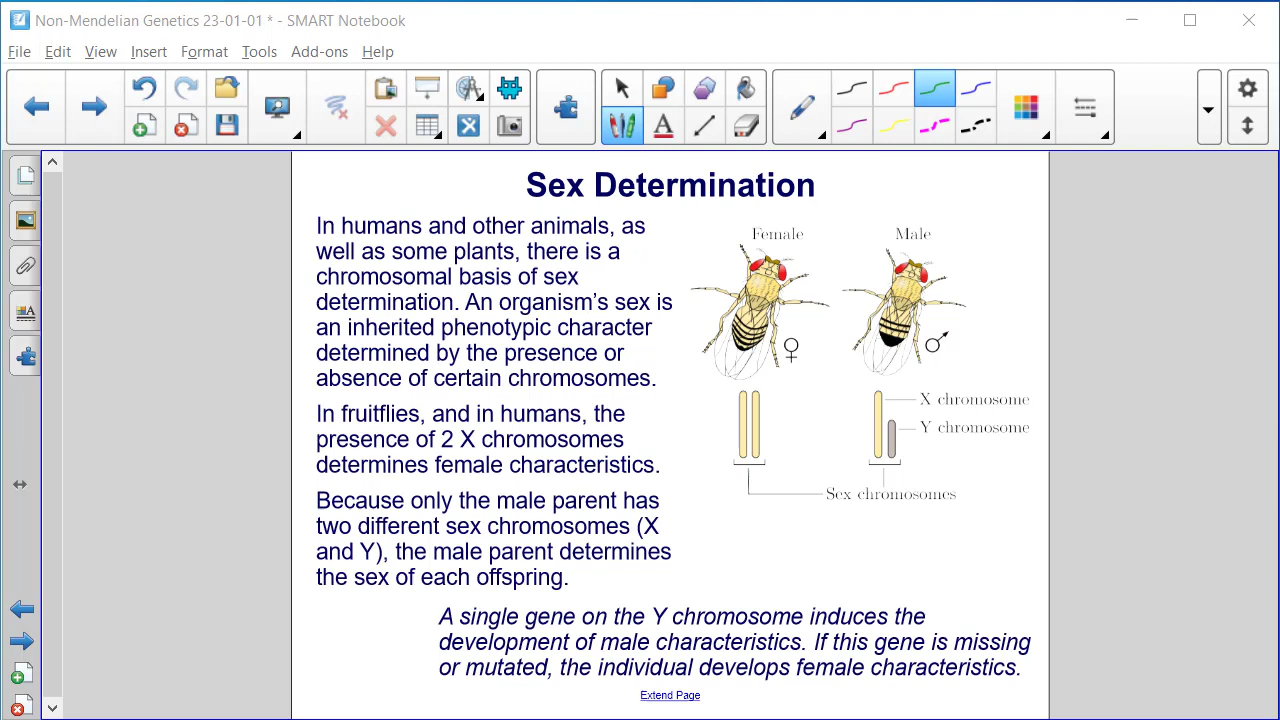 Non-Mendelian Genetics 23-01-01 * - SMART Notebook
File Edit View Insert Format Tools Add-ons Help
Sex Determination
In humans and other animals, as
well as some plants, there is a
chromosomal basis of sex
determination. An organism’s sex is
an inherited phenotypic character
determined by the presence or
absence of certain chromosomes.
In fruitflies, and in humans, the
presence of 2 X chromosomes
determines female characteristics.
Because only the male parent has
two different sex chromosomes (X
and Y), the male parent determines
the sex of each offspring.
Female
Male
X chromosome
Y chromosome
Sex chromosomes
A single gene on the Y chromosome induces the
development of male characteristics. If this gene is missing
or mutated, the individual develops female characteristics.
Extend Page